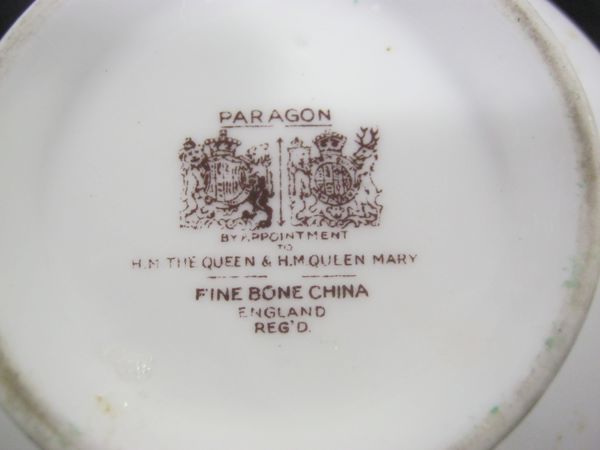 PARAGON
BY APPOINTMENT
TO
H.M THE QUEEN & H.M QUEEN MARY
FINE BONE CHINA
ENGLAND
REG'D.